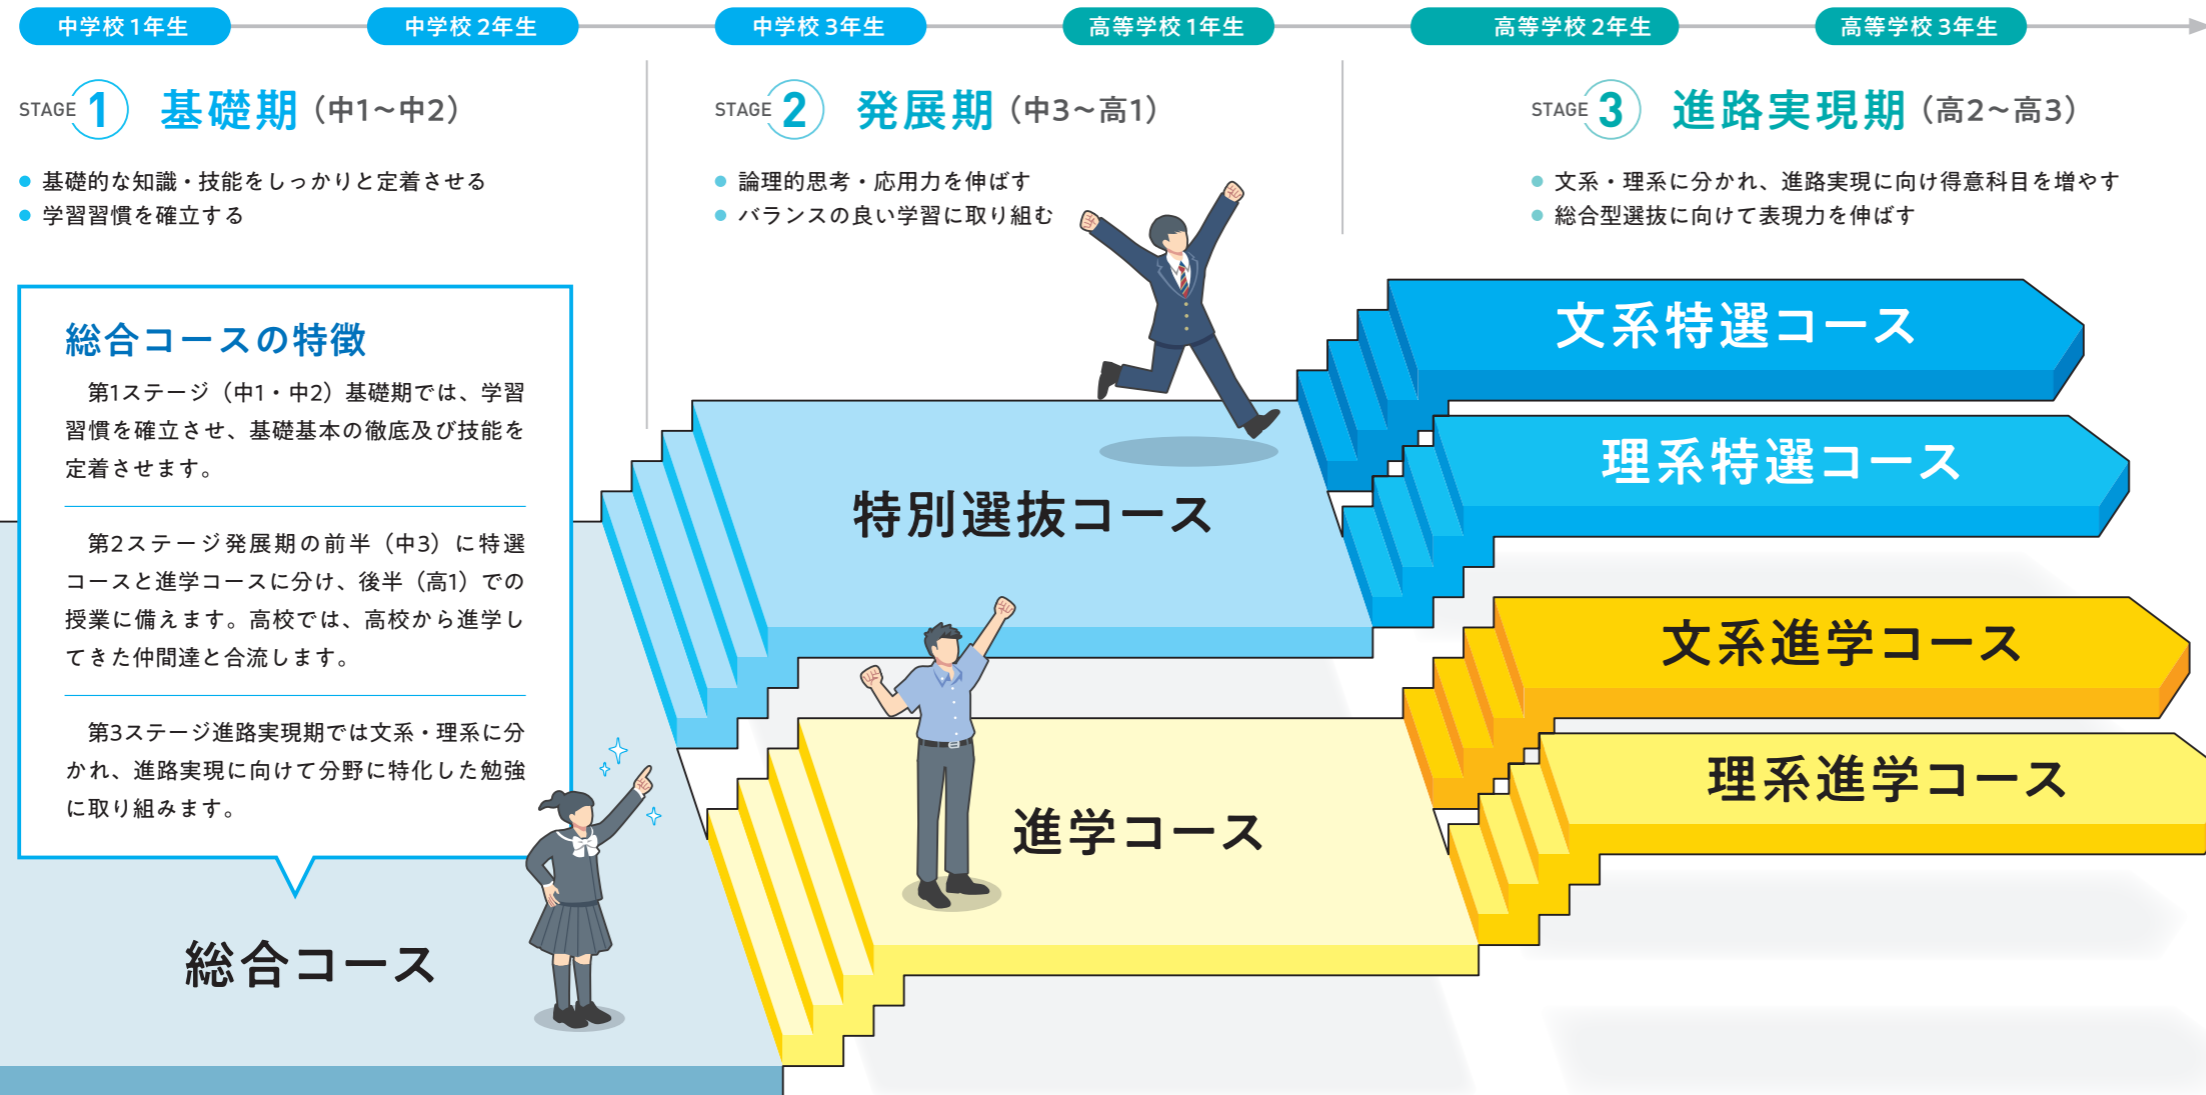 中学校1年生
中学校2年生
中学校3年生
高等学校1年生
高等学校2年生
高等学校3年生
STAGE 1 基礎期（中1〜中2）
● 基礎的な知識・技能をしっかりと定着させる
● 学習習慣を確立する
STAGE 2 発展期（中3〜高1）
● 論理的思考・応用力を伸ばす
● バランスの良い学習に取り組む
STAGE 3 進路実現期（高2〜高3）
● 文系・理系に分かれ、進路実現に向け得意科目を増やす
● 総合型選抜に向けて表現力を伸ばす
総合コースの特徴
第1ステージ（中1・中2）基礎期では、学習
習慣を確立させ、基礎基本の徹底及び技能を
定着させます。
第2ステージ発展期の前半（中3）に特選
コースと進学コースに分け、後半（高1）での
授業に備えます。高校では、高校から進学し
てきた仲間達と合流します。
第3ステージ進路実現期では文系・理系に分
かれ、進路実現に向けて分野に特化した勉強
に取り組みます。
総合コース
特別選抜コース
進学コース
文系特選コース
理系特選コース
文系進学コース
理系進学コース